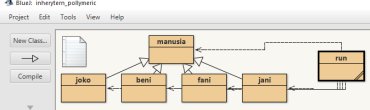 BlueJ: inherytern_pollymeric
Project Edit Tools View Help
New Class...
Compile
manusia
run
joko
beni
fani
jani